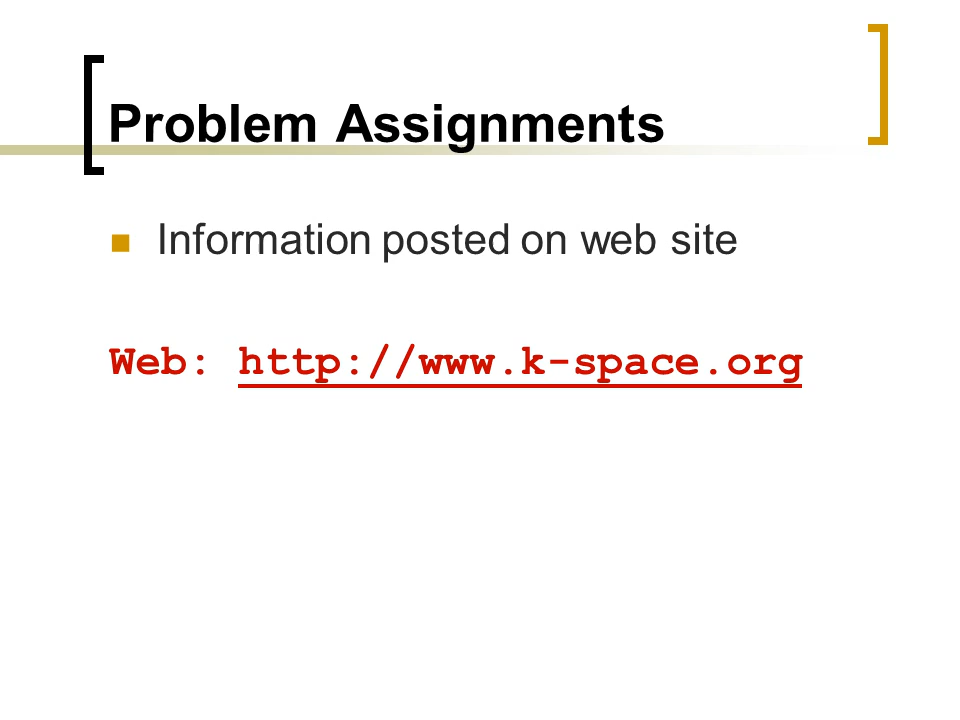 Problem Assignments
Information posted on web site
Web: http://www.k-space.org